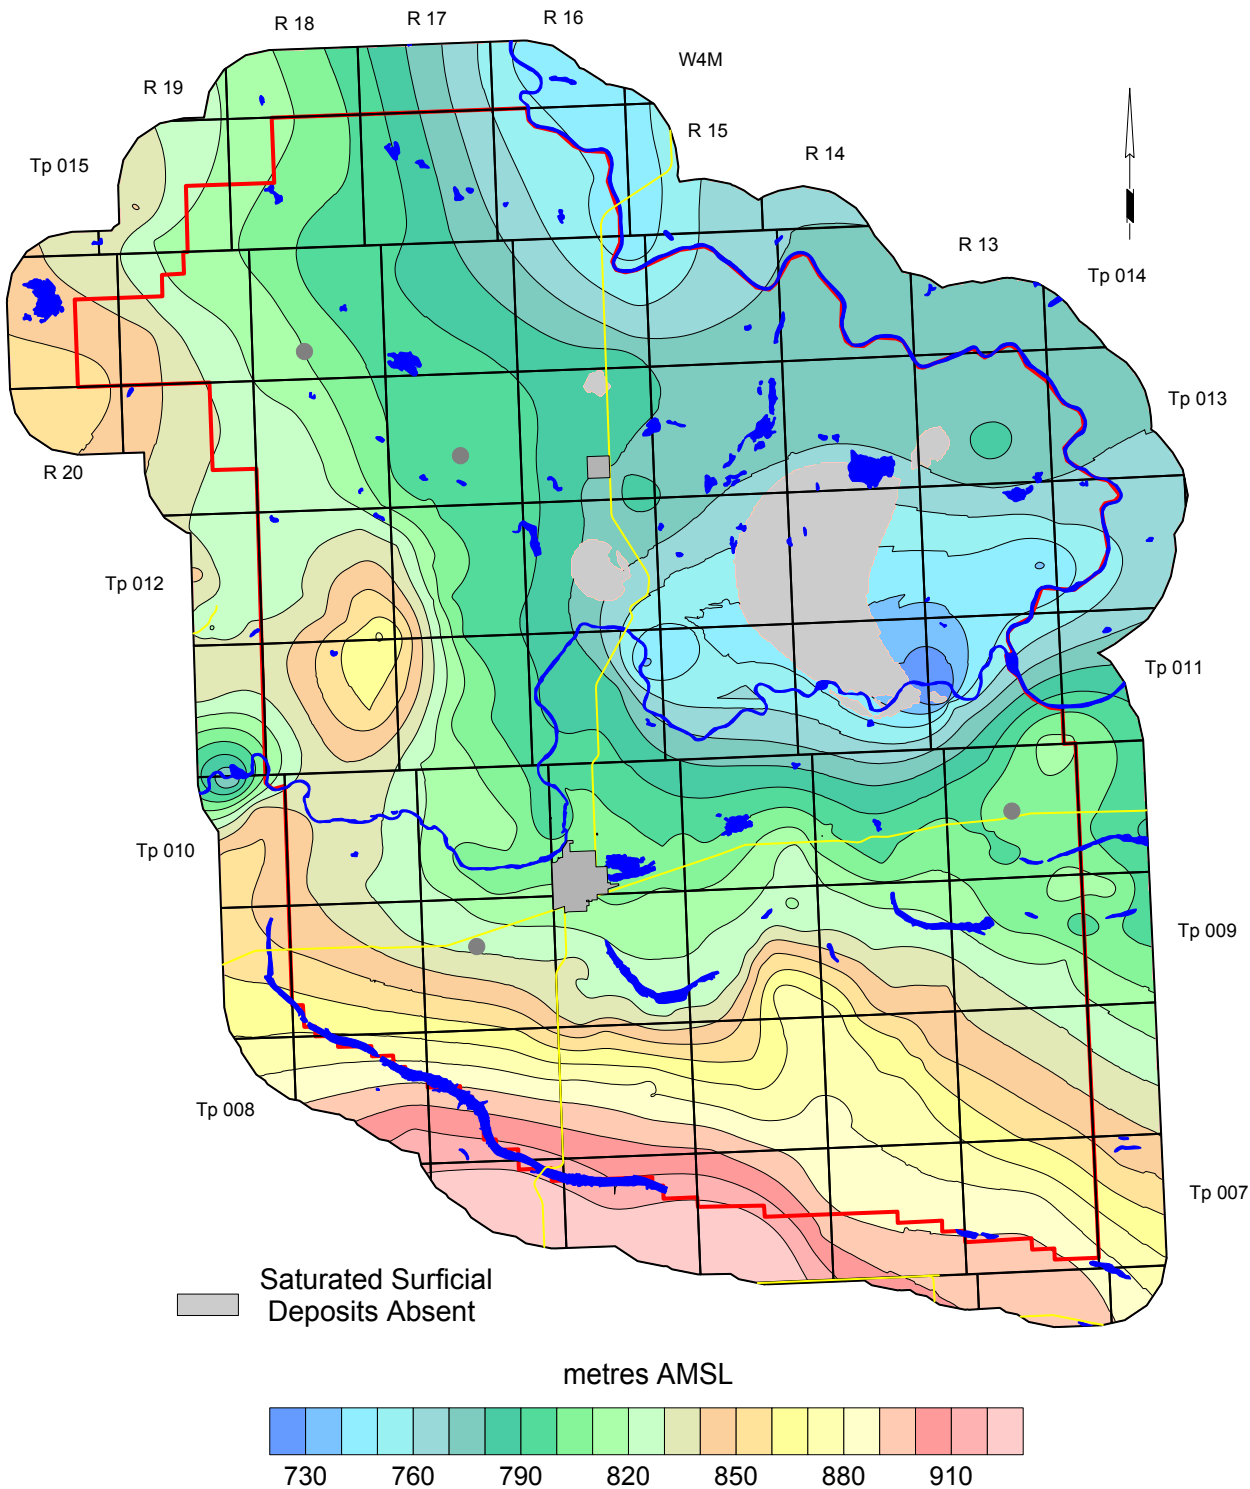 R 16
R 17
R 18
W4M
R 19
R 15
R 14
Tp 015
R 13
Tp 014
Tp 013
R 20
Tp 012
Tp 011
Tp 010
Tp 009
Tp 008
Tp 007
Saturated Surficial
Deposits Absent
metres AMSL
730 760 790 820 850 880 910